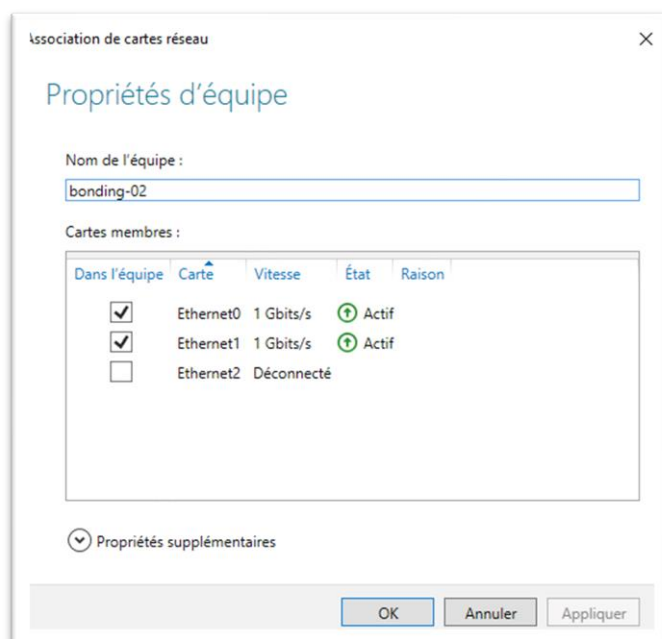 Association de cartes réseau
Propriétés d'équipe
Nom de l'équipe :
bonding-02
Cartes membres :
Dans l'équipe Carte Vitesse État Raison
Ethernet0 1 Gbits/s Actif
Ethernet1 1 Gbits/s Actif
Ethernet2 Déconnecté
Propriétés supplémentaires
OK Annuler Appliquer